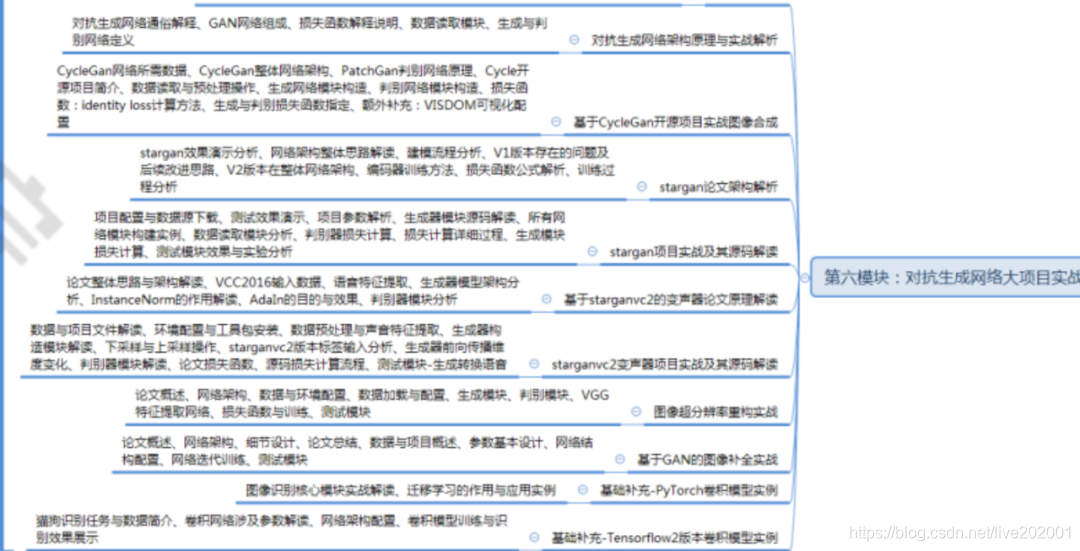 对抗生成网络通俗解释、GAN网络组成、损失函数解释说明、数据读取模块、生成与判
别网络定义
对抗生成网络架构原理与实战解析
CycleGan网络所需数据、CycleGan整体网络架构、PatchGan判别网络原理、Cycle开
源项目简介、数据读取与预处理操作、生成网络模块构造、判别网络模块构造、损失函
数：identity loss计算方法、生成与判别损失函数指定、额外补充：VISDOM可视化配
置
基于CycleGan开源项目实战图像合成
stargan效果演示分析、网络架构整体思路解读、建模流程分析、V1版本存在的问题及
后续改进思路、V2版本在整体网络架构、编码器训练方法、损失函数公式解析、训练过
程分析
stargan论文架构解析
项目配置与数据源下载、测试效果演示、项目参数解析、生成器模块源码解读、所有网
络模块构建实例、数据读取模块分析、判别器损失计算、损失计算详细过程、生成模块
损失计算、测试模块效果与实验分析
stargan项目实战及其源码解读
第六模块：对抗生成网络大项目实战
论文整体思路与架构解读、VCC2016输入数据、语音特征提取、生成器模型架构分
析、InstanceNorm的作用解读、AdaIn的目的与效果、判别器模块分析
基于starganvc2的变声器论文原理解读
数据与项目文件解读、环境配置与工具包安装、数据预处理与声音特征提取、生成器构
造模块解读、下采样与上采样操作、starganvc2版本标签输入分析、生成器前向传播维
度变化、判别器模块解读、论文损失函数、源码损失计算流程、测试模块-生成转换语音
starganvc2变声器项目实战及其源码解读
论文概述、网络架构、数据与环境配置、数据加载与配置、生成模块、判别模块、VGG
特征提取网络、损失函数与训练、测试模块
图像超分辨率重构实战
论文概述、网络架构、细节设计、论文总结、数据与项目概述、参数基本设计、网络结
构配置、网络迭代训练、测试模块
基于GAN的图像补全实战
图像识别核心模块实战解读、迁移学习的作用与应用实例
基础补充-PyTorch卷积模型实例
猫狗识别任务与数据简介、卷积网络涉及参数解读、网络架构配置、卷积模型训练与识
别效果展示
基础补充-Tensorflow2版本卷积模型实例
https://blog.csdn.net/live202001